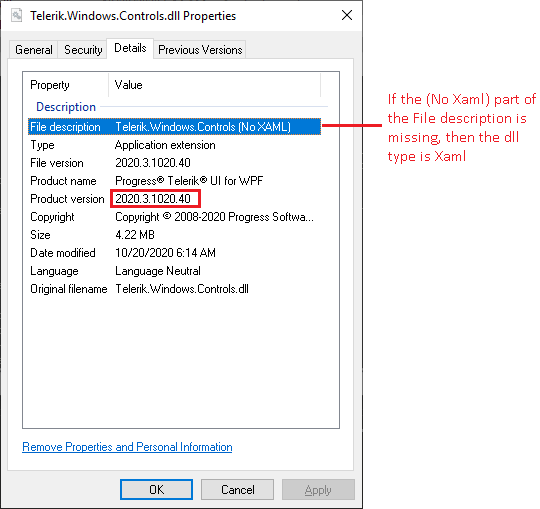 Telerik.Windows.Controls.dll Properties
General Security Details Previous Versions
Property Value
Description
File description Telerik.Windows.Controls (No XAML)
Type Application extension
File version 2020.3.1020.40
Product name Progress® Telerik® UI for WPF
Product version 2020.3.1020.40
Copyright Copyright © 2008-2020 Progress Softwa...
Size 4.22 MB
Date modified 10/20/2020 6:14 AM
Language Language Neutral
Original filename Telerik.Windows.Controls.dll
Remove Properties and Personal Information
OK Cancel Apply
If the (No Xaml) part of
the File description is
missing, then the dll
type is Xaml